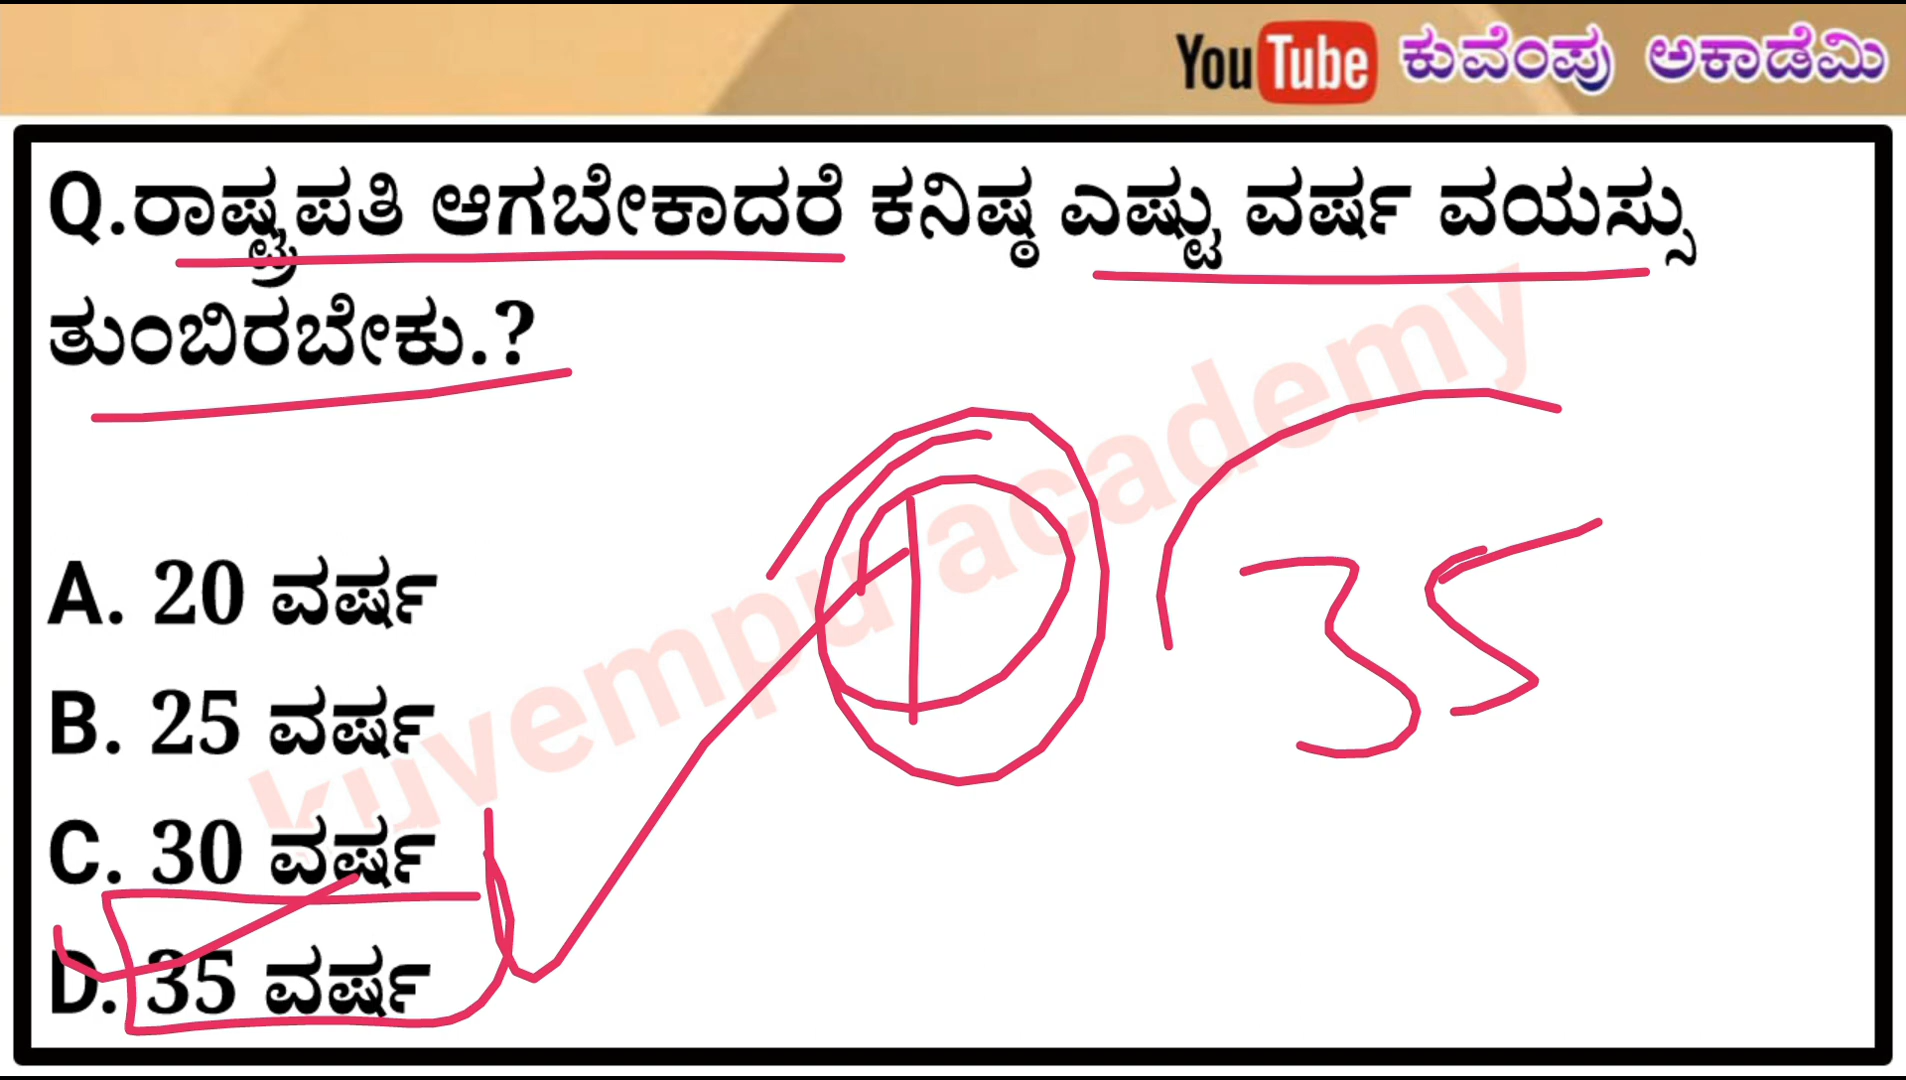 YouTube ಕುವೆಂಪು ಅಕಾಡೆಮಿ
Q.ರಾಷ್ಟ್ರಪತಿ ಆಗಬೇಕಾದರೆ ಕನಿಷ್ಠ ಎಷ್ಟು ವರ್ಷ ವಯಸ್ಸು
ತುಂಬಿರಬೇಕು.?
kuvempu academy
D 35
A. 20 ವರ್ಷ
B. 25 ವರ್ಷ
C. 30 ವರ್ಷ
D. 35 ವರ್ಷ